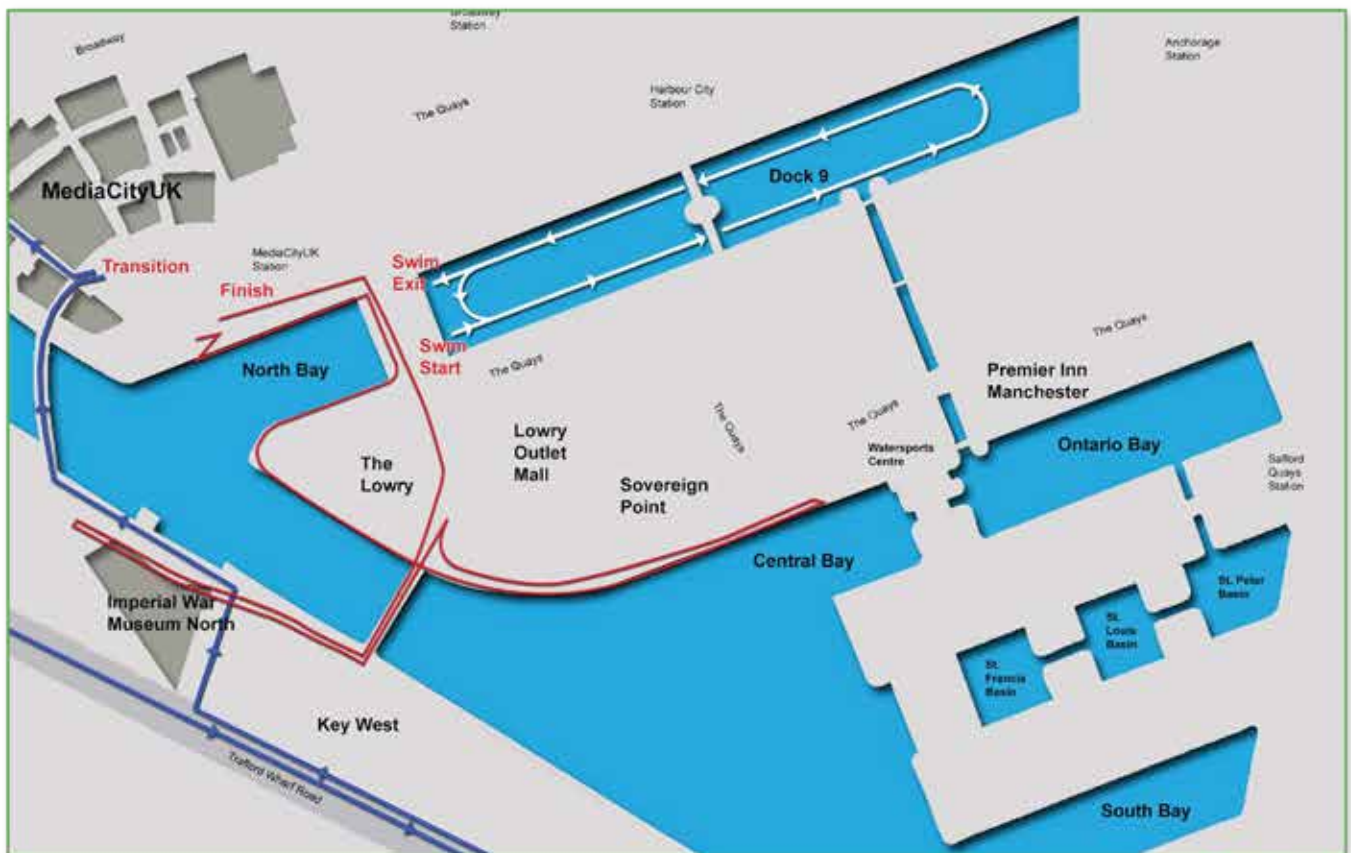 Broadway
Station
Broadway
Anchorage
Station
The Quays
Harbour City
Station
Dock 9
MediaCityUK
MediaCityUK
Station
Transition
Finish
Swim
Exit
Swim
Start
The Quays
North Bay
The Quays
Premier Inn
Manchester
The Quays
The Quays
Lowry
Outlet
Mall
The
Lowry
Sovereign
Point
Watersports
Centre
Ontario Bay
Salford
Quays
Station
Central Bay
Imperial War
Museum North
St. Peter
Basin
St.
Louis
Basin
St.
Francis
Basin
Key West
Trafford Wharf Road
South Bay